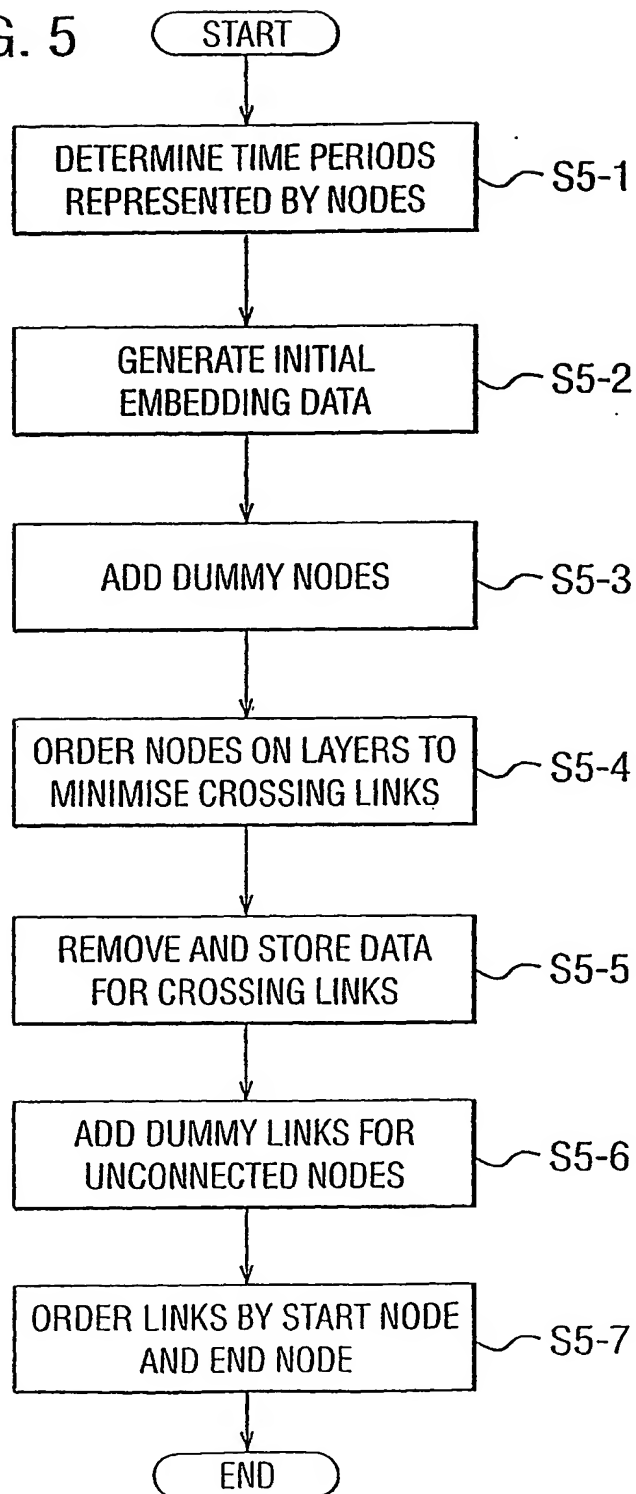 G. 5
START
DETERMINE TIME PERIODS
REPRESENTED BY NODES
S5-1
GENERATE INITIAL
EMBEDDING DATA
S5-2
ADD DUMMY NODES
S5-3
ORDER NODES ON LAYERS TO
MINIMISE CROSSING LINKS
S5-4
REMOVE AND STORE DATA
FOR CROSSING LINKS
S5-5
ADD DUMMY LINKS FOR
UNCONNECTED NODES
S5-6
ORDER LINKS BY START NODE
AND END NODE
S5-7
END